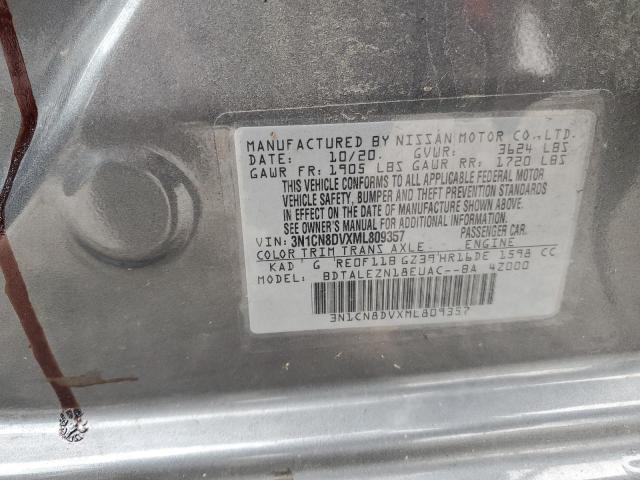 MANUFACTURED BY NISSAN MOTOR CO.,LTD.
DATE: 10/20. GVWR: 3624 LBS
GAWR FR: 1905 LBS GAWR RR: 1720 LBS
THIS VEHICLE CONFORMS TO ALL APPLICABLE FEDERAL MOTOR
VEHICLE SAFETY, BUMPER AND THEFT PREVENTION STANDARDS
IN EFFECT ON THE DATE OF MANUFACTURE SHOWN ABOVE.
SEE OWNER'S MANUAL FOR ADDITIONAL INFORMATION.
VIN: 3N1CN8DVXML809357 PASSENGER CAR.
COLOR TRIM TRANS AXLE ENGINE
KAD G RE0F11B GZ39 HR16DE 1598 CC
MODEL: BDTALEZN18EUAC--BA 4Z000
3N1CN8DVXML809357